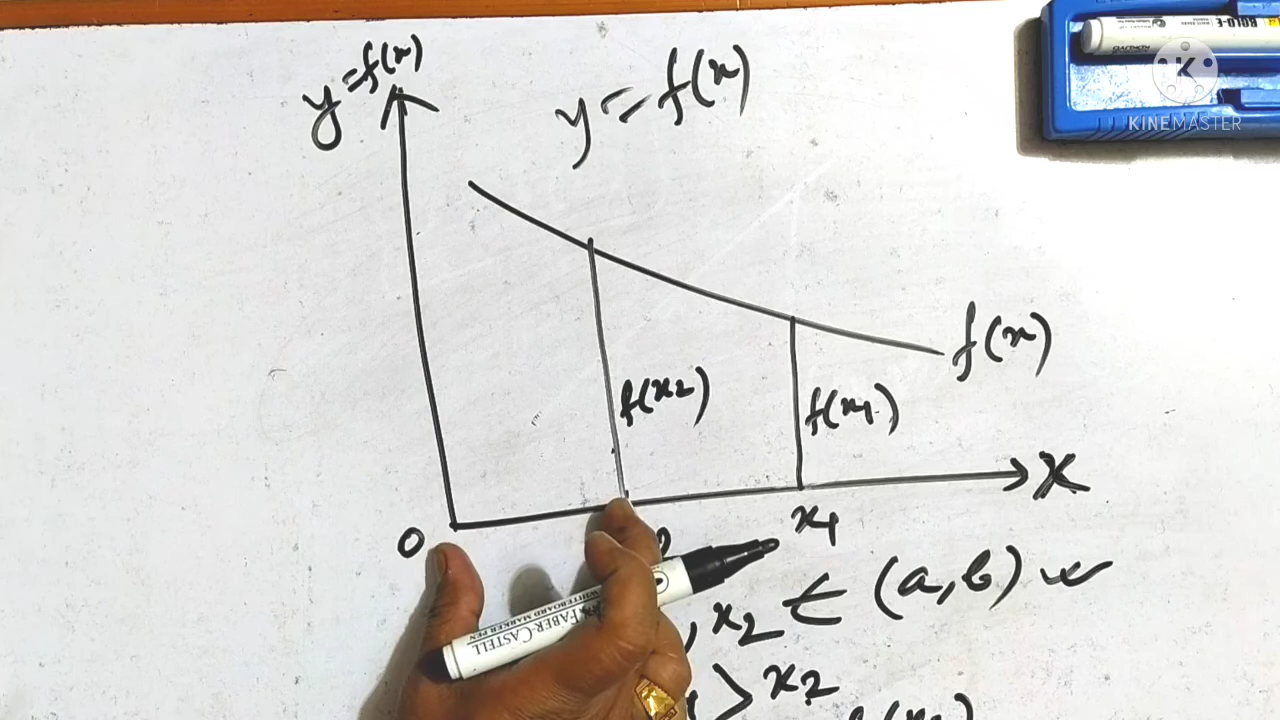 y=f(x)
y=f(x)
KINEMASTER
f(x)
f(x2)
f(x1)
X
O
x1
, x2 ∈ (a,b)
> x2
FABER-CASTELL
WHITEBOARD MARKER PEN